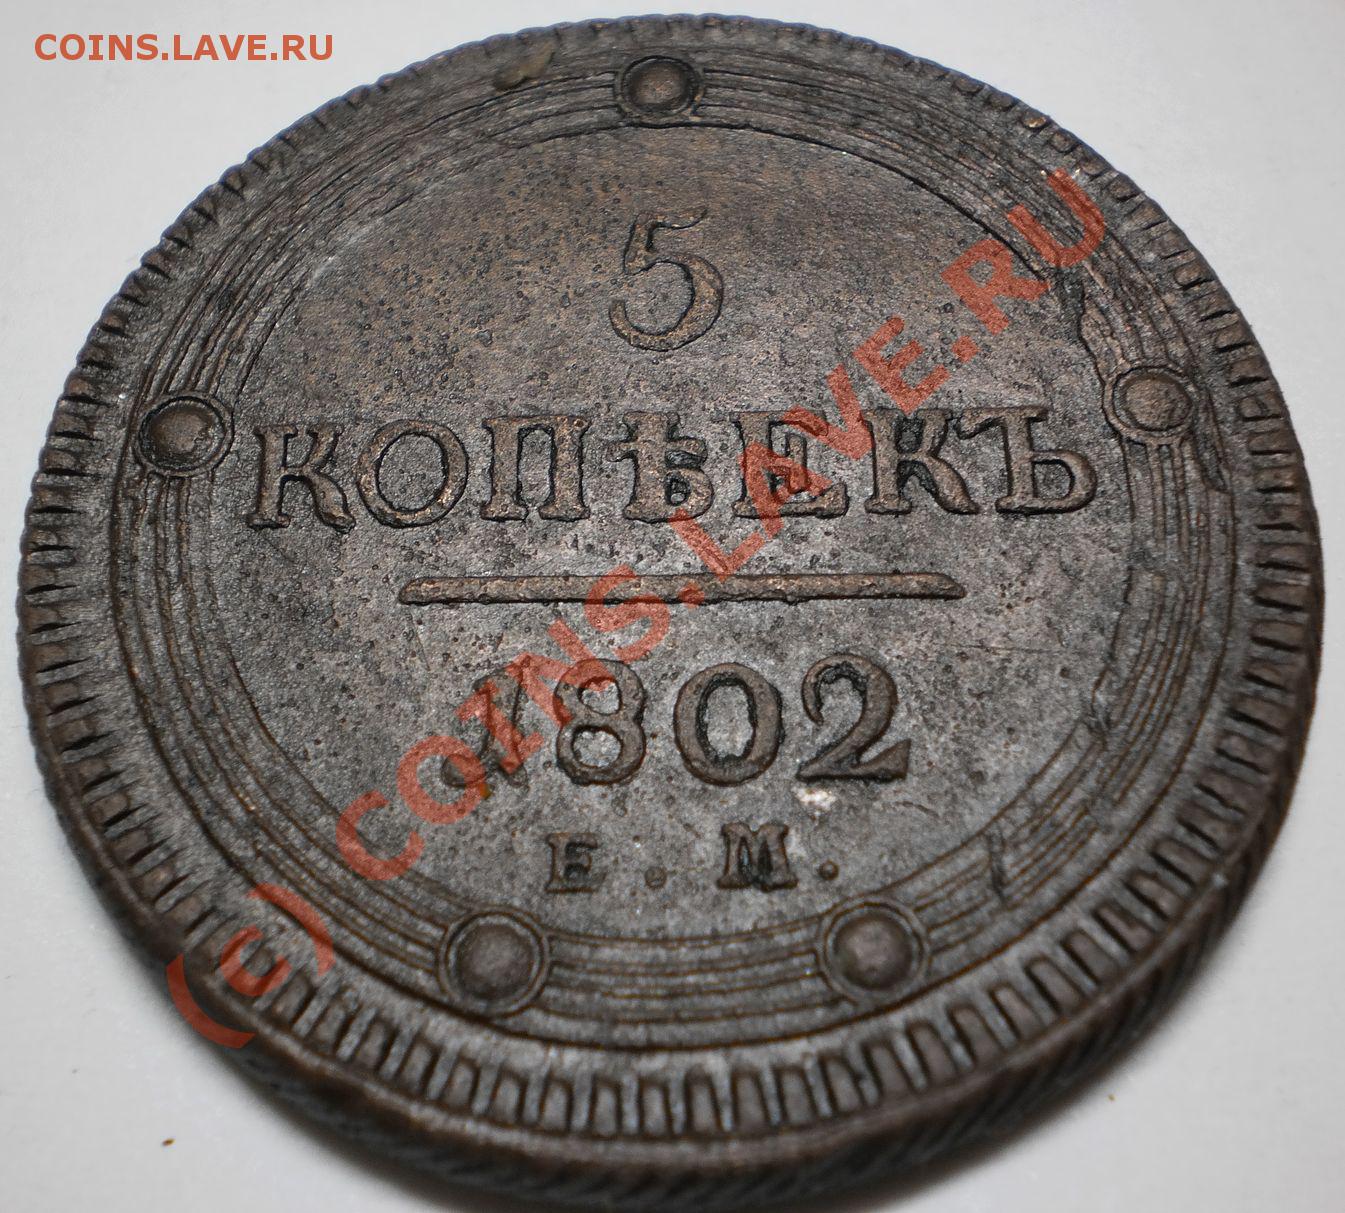 COINS.LAVE.RU
5
КОПѢЕКЪ
1802
Е. М.
(c) COINS.LAVE.RU